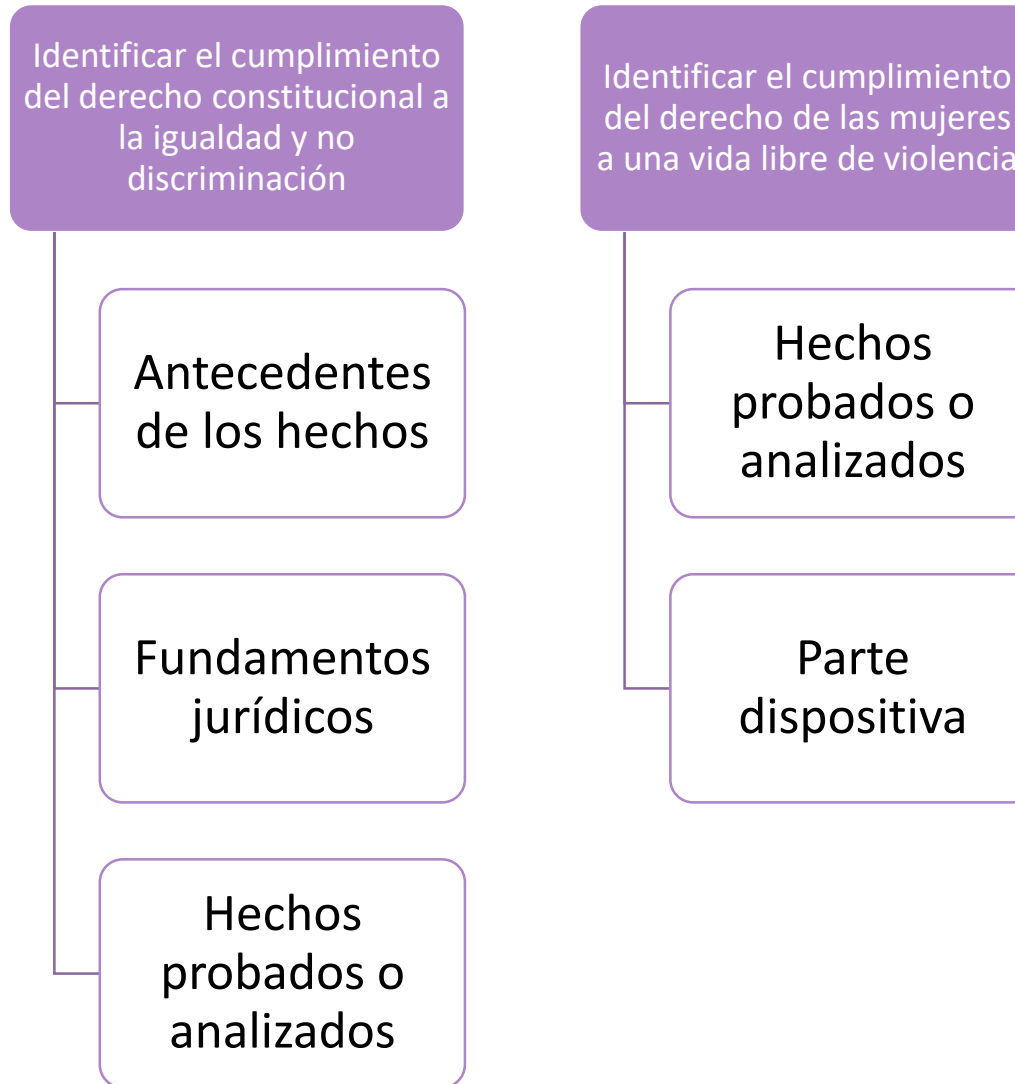 Identificar el cumplimiento
del derecho constitucional a
la igualdad y no
discriminación
Antecedentes
de los hechos
Fundamentos
jurídicos
Hechos
probados o
analizados
Identificar el cumplimiento
del derecho de las mujeres
a una vida libre de violencia
Hechos
probados o
analizados
Parte
dispositiva